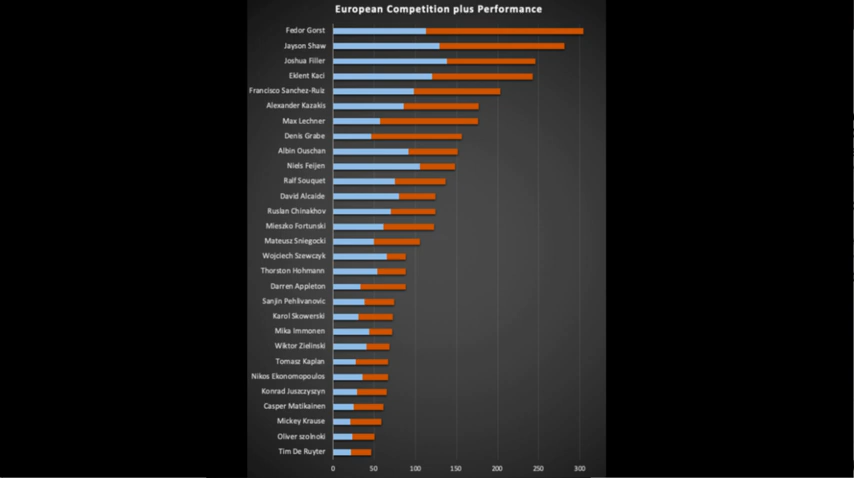 European Competition plus Performance
Fedor Gorst
Jayson Shaw
Joshua Filler
Eklent Kaci
Francisco Sanchez-Ruiz
Alexander Kazakis
Max Lechner
Denis Grabe
Albin Ouschan
Niels Feijen
Ralf Souquet
David Alcaide
Ruslan Chinakhov
Mieszko Fortunski
Mateusz Sniegocki
Wojciech Szewczyk
Thorsten Hohmann
Darren Appleton
Sanjin Pehlivanovic
Karol Skowerski
Mika Immonen
Wiktor Zielinski
Tomasz Kaplan
Nikos Ekonomopoulos
Konrad Juszczyszyn
Casper Matikainen
Mickey Krause
Oliver szolnoki
Tim De Ruyter
0 50 100 150 200 250 300